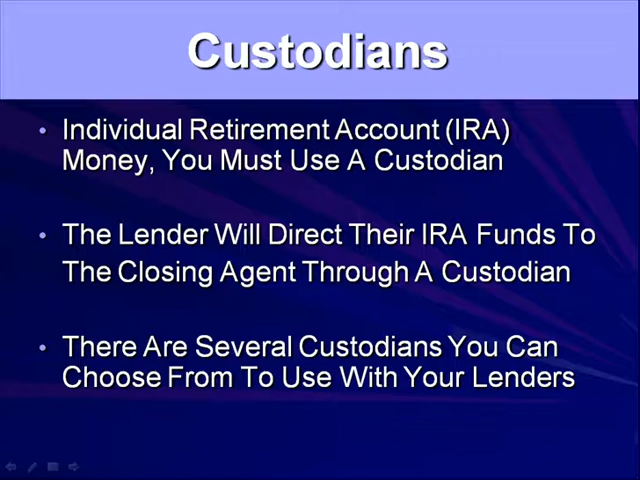 Custodians
• Individual Retirement Account (IRA)
Money, You Must Use A Custodian
• The Lender Will Direct Their IRA Funds To
The Closing Agent Through A Custodian
• There Are Several Custodians You Can
Choose From To Use With Your Lenders